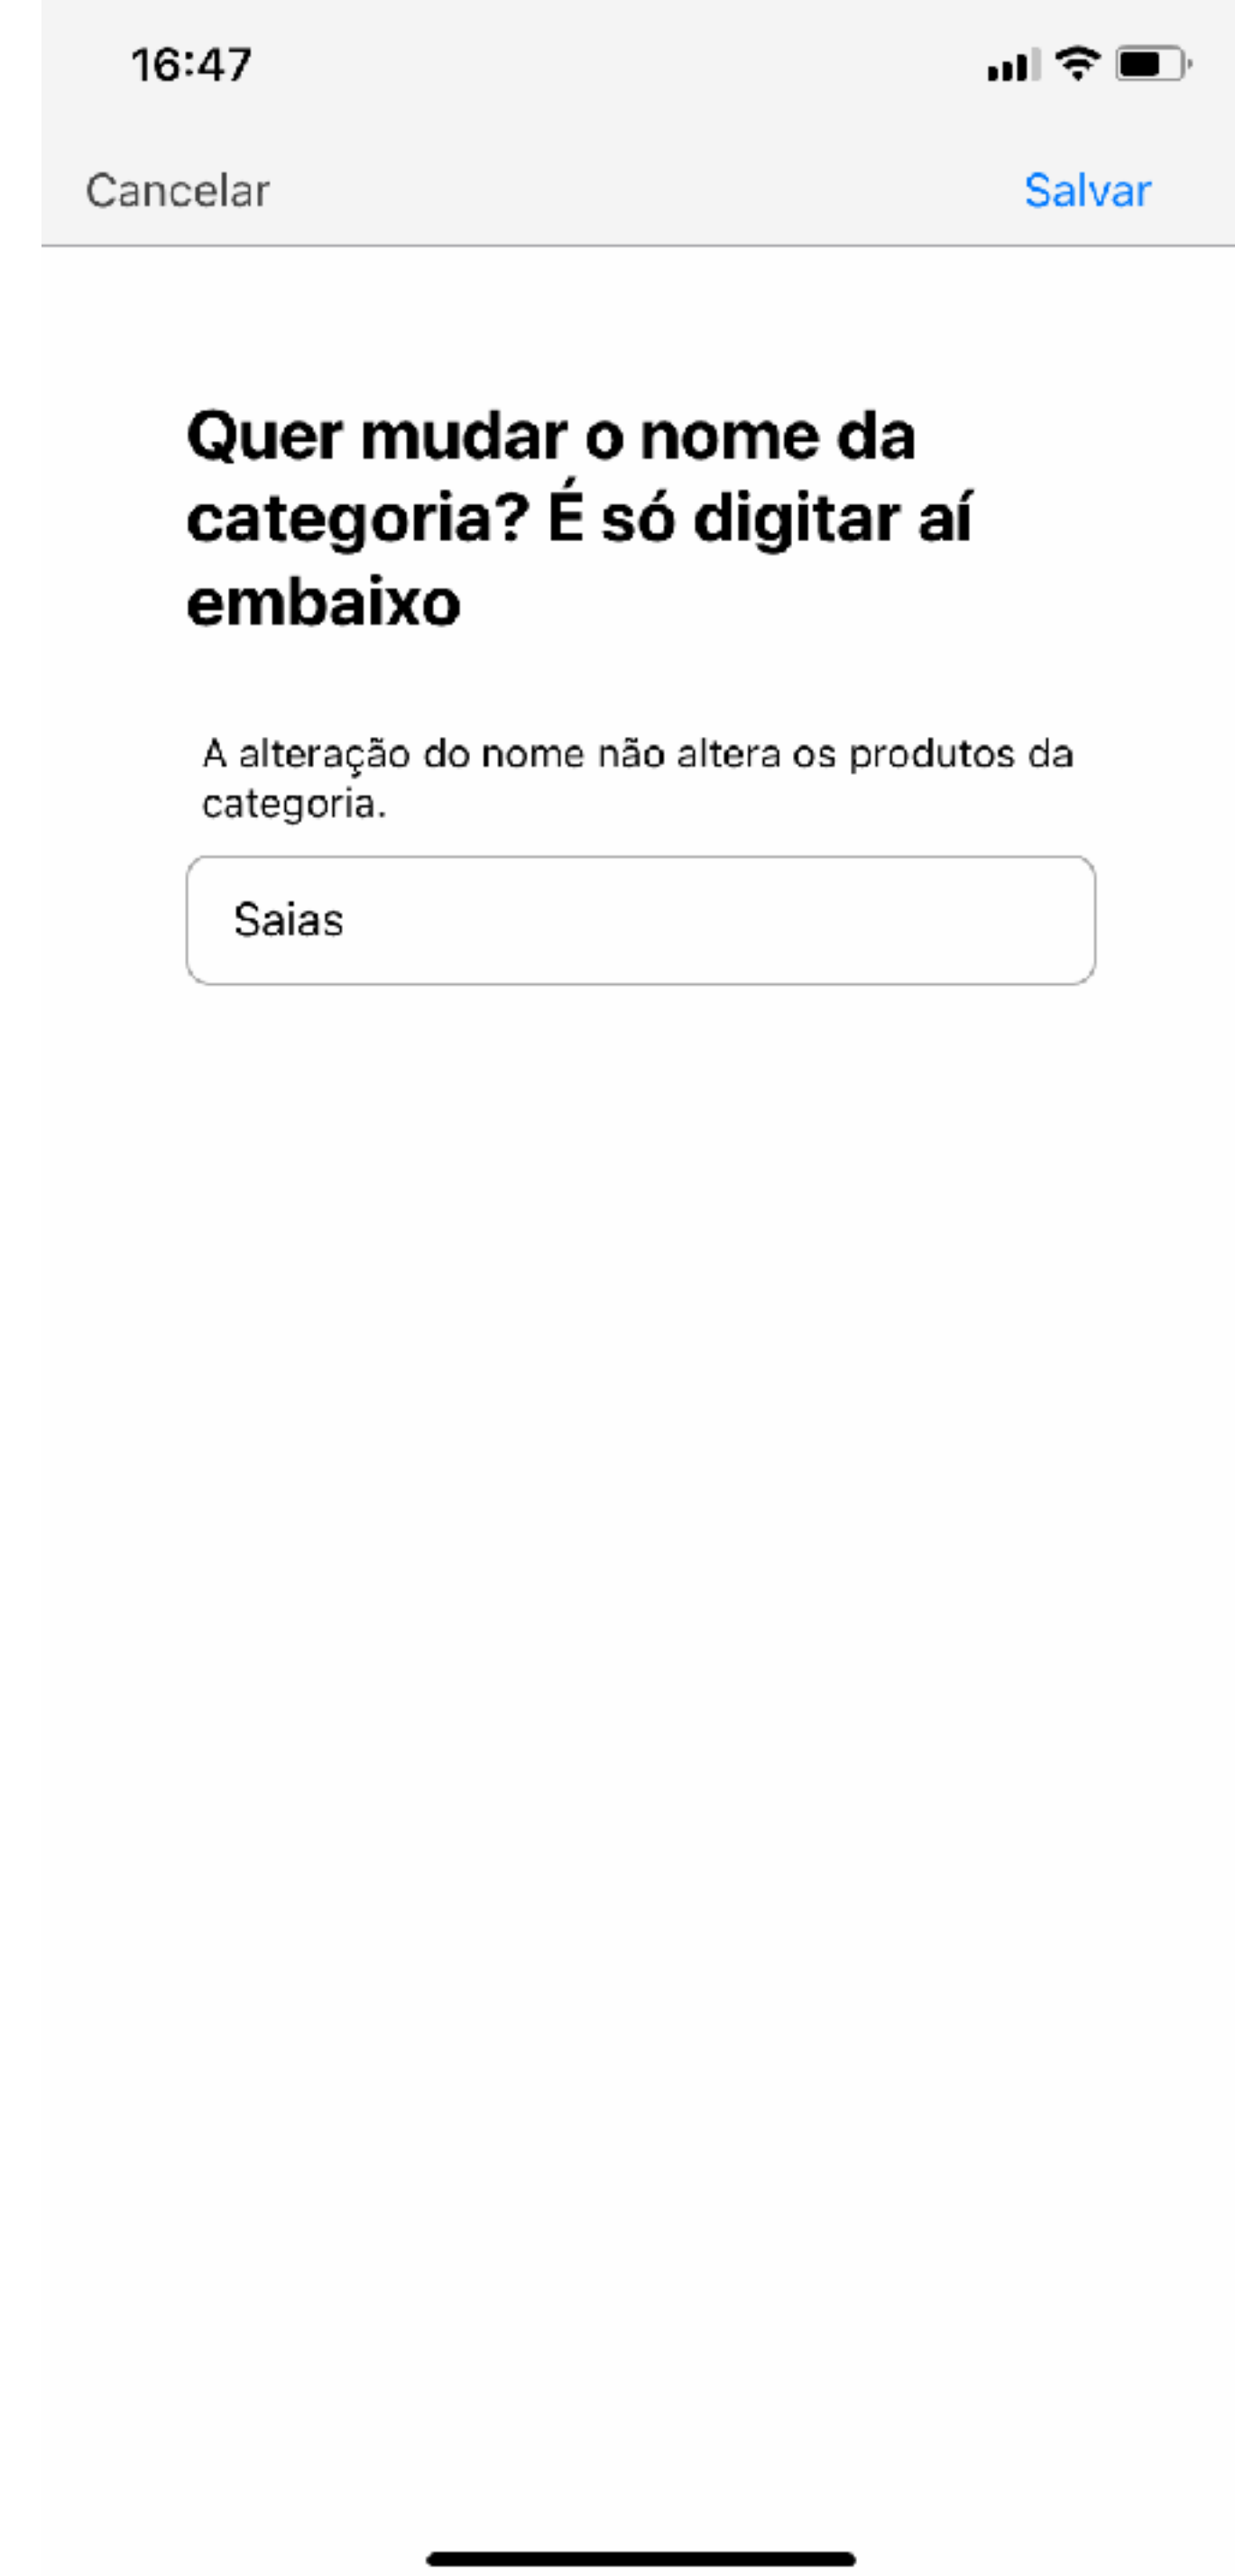 16:47
Cancelar
Salvar
Quer mudar o nome da
categoria? É só digitar aí
embaixo
A alteração do nome não altera os produtos da
categoria.
Saias